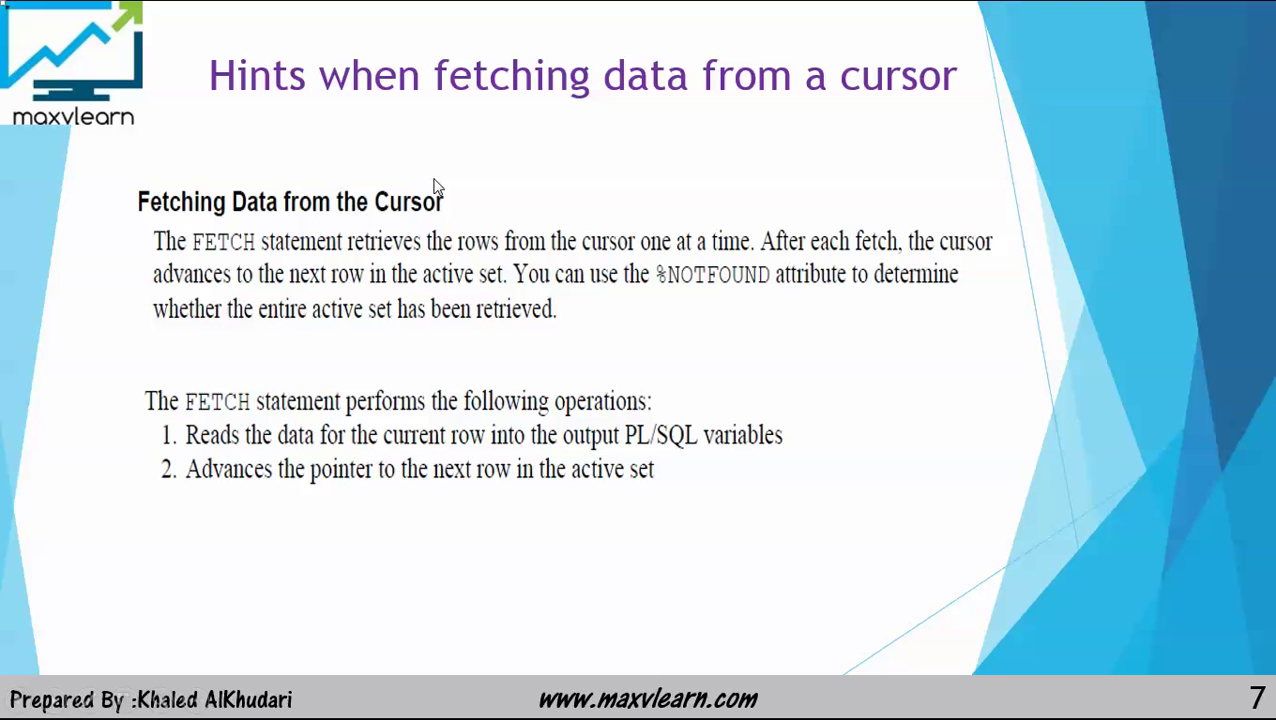 maxvlearn
Hints when fetching data from a cursor
Fetching Data from the Cursor
The FETCH statement retrieves the rows from the cursor one at a time. After each fetch, the cursor
advances to the next row in the active set. You can use the %NOTFOUND attribute to determine
whether the entire active set has been retrieved.
The FETCH statement performs the following operations:
1. Reads the data for the current row into the output PL/SQL variables
2. Advances the pointer to the next row in the active set
Prepared By :Khaled AlKhudari
www.maxvlearn.com
7